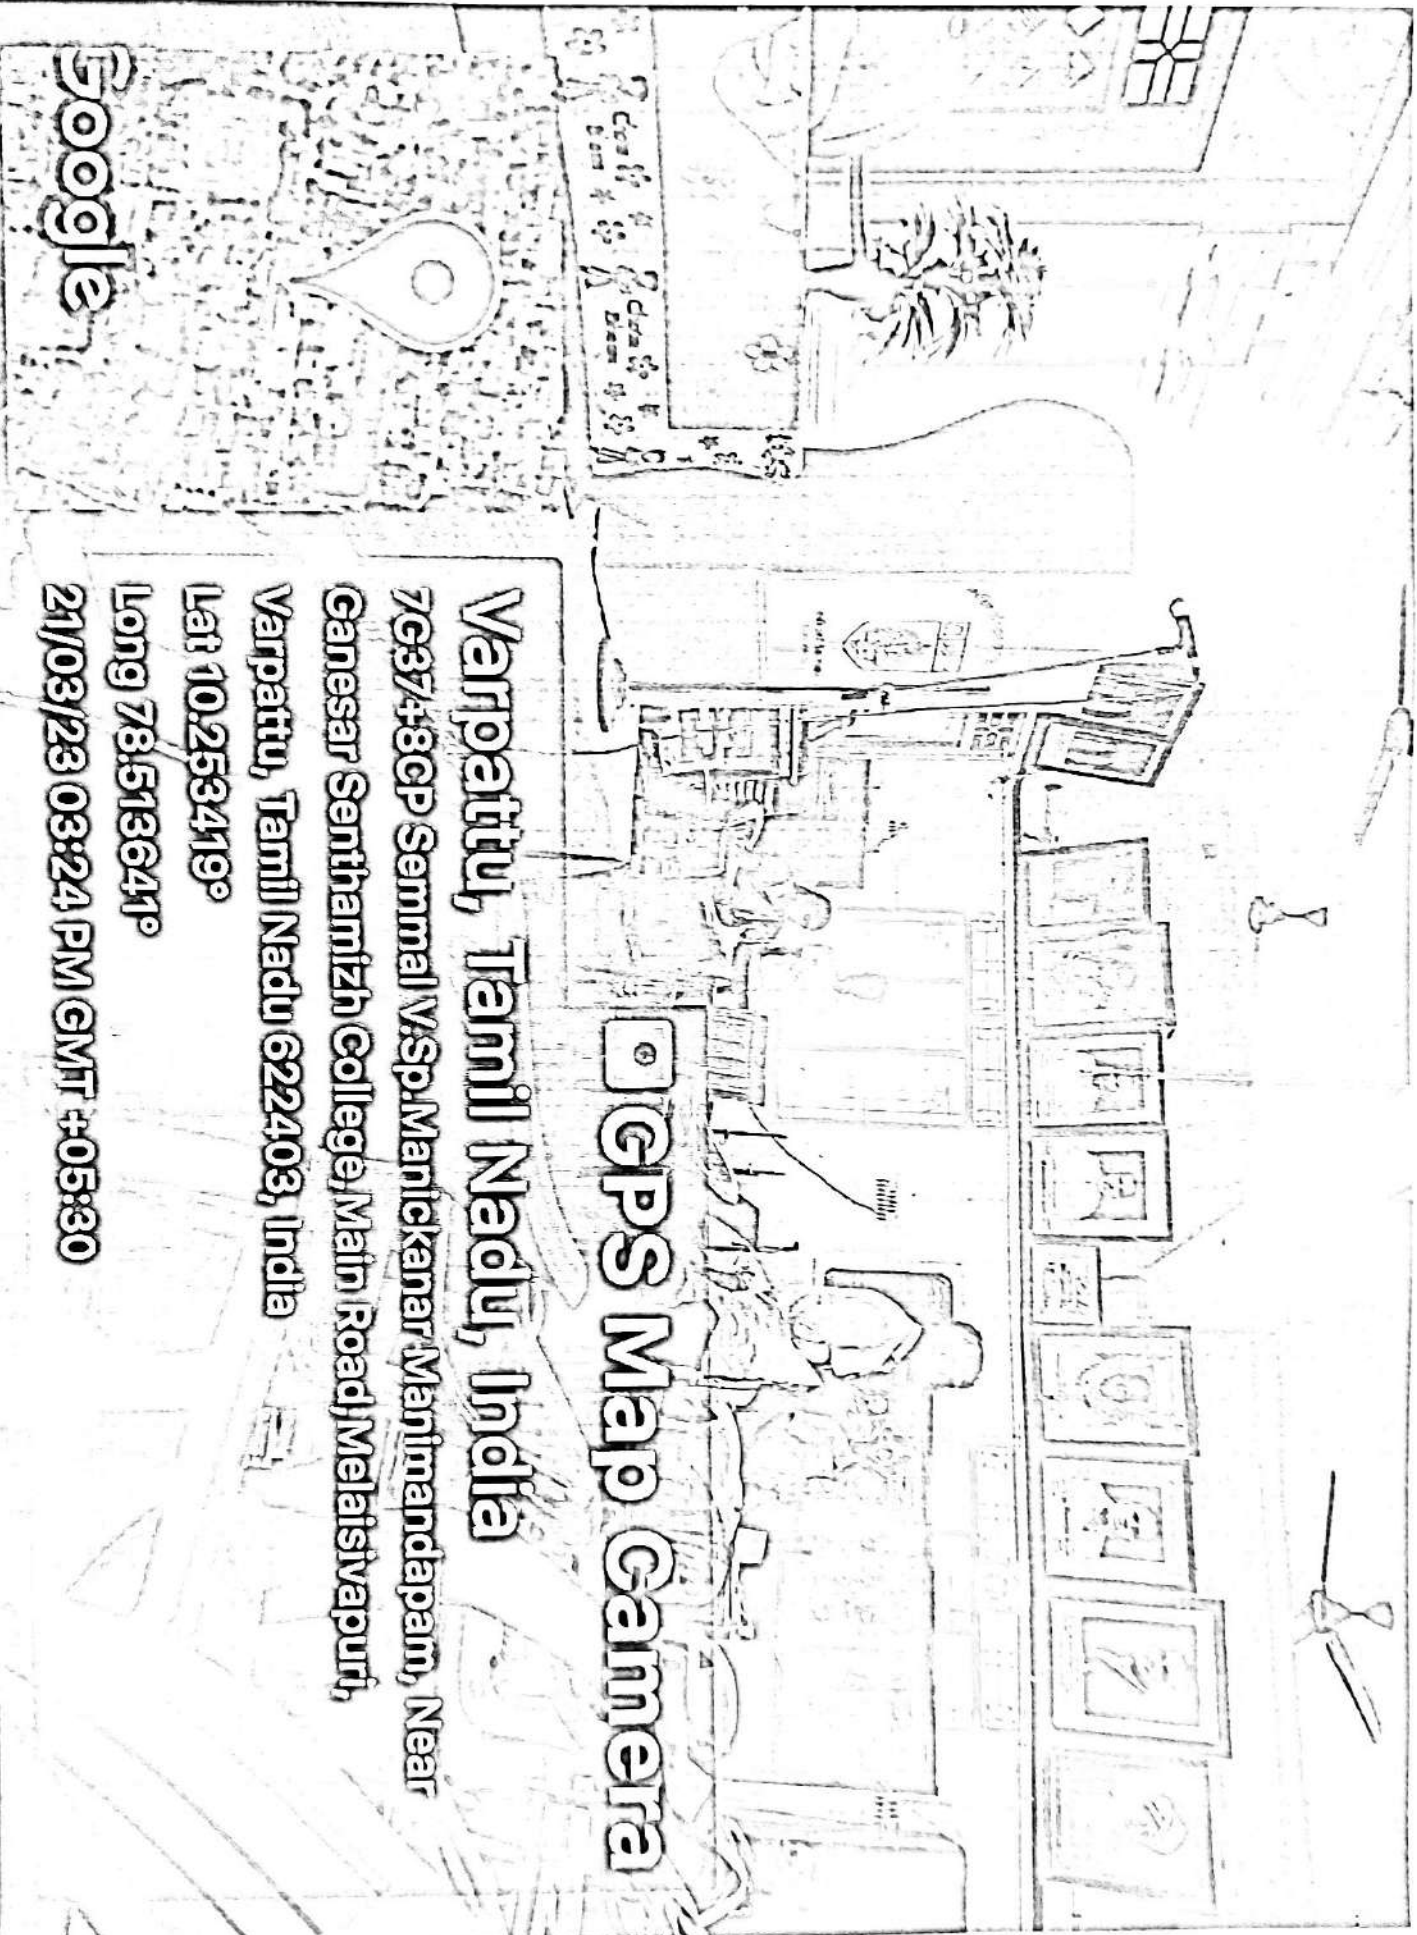 GPS Map Camera
Varpattu, Tamil Nadu, India
7G37+8CP Semmal V.Sp.Manickanar Manimandapam, Near
Ganesar Senthamizh College,Main Road,Melaisivapuri,
Varpattu, Tamil Nadu 622403, India
Lat 10.253419°
Long 78.513641°
21/03/23 03:24 PM GMT +05:30
Google